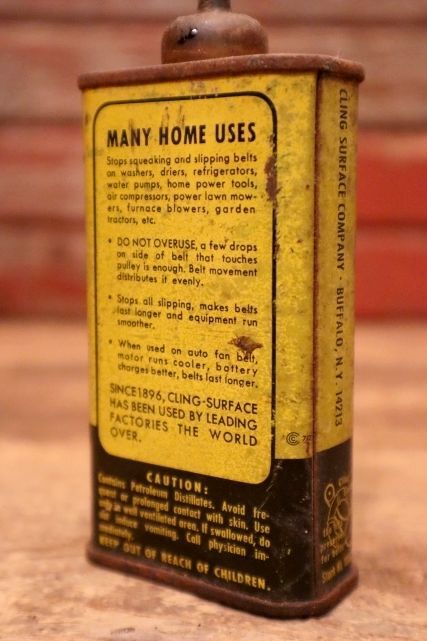 MANY HOME USES
Stops squeaking and slipping belts
on washers, driers, refrigerators,
water pumps, home power tools,
air compressors, power lawn mow-
ers, furnace blowers, garden
tractors, etc.
• DO NOT OVERUSE, a few drops
on side of belt that touches
pulley is enough. Belt movement
distributes it evenly.
• Stops all slipping, makes belts
last longer and equipment run
smoother.
• When used on auto fan belt,
motor runs cooler, battery
charges better, belts last longer.
SINCE 1896, CLING-SURFACE
HAS BEEN USED BY LEADING
FACTORIES THE WORLD
OVER.
CAUTION:
Contains Petroleum Distillates. Avoid fre-
quent or prolonged contact with skin. Use
only in well ventilated area. If swallowed, do
not induce vomiting. Call physician im-
mediately.
KEEP OUT OF REACH OF CHILDREN.
CLING SURFACE COMPANY · BUFFALO, N.Y. 14213